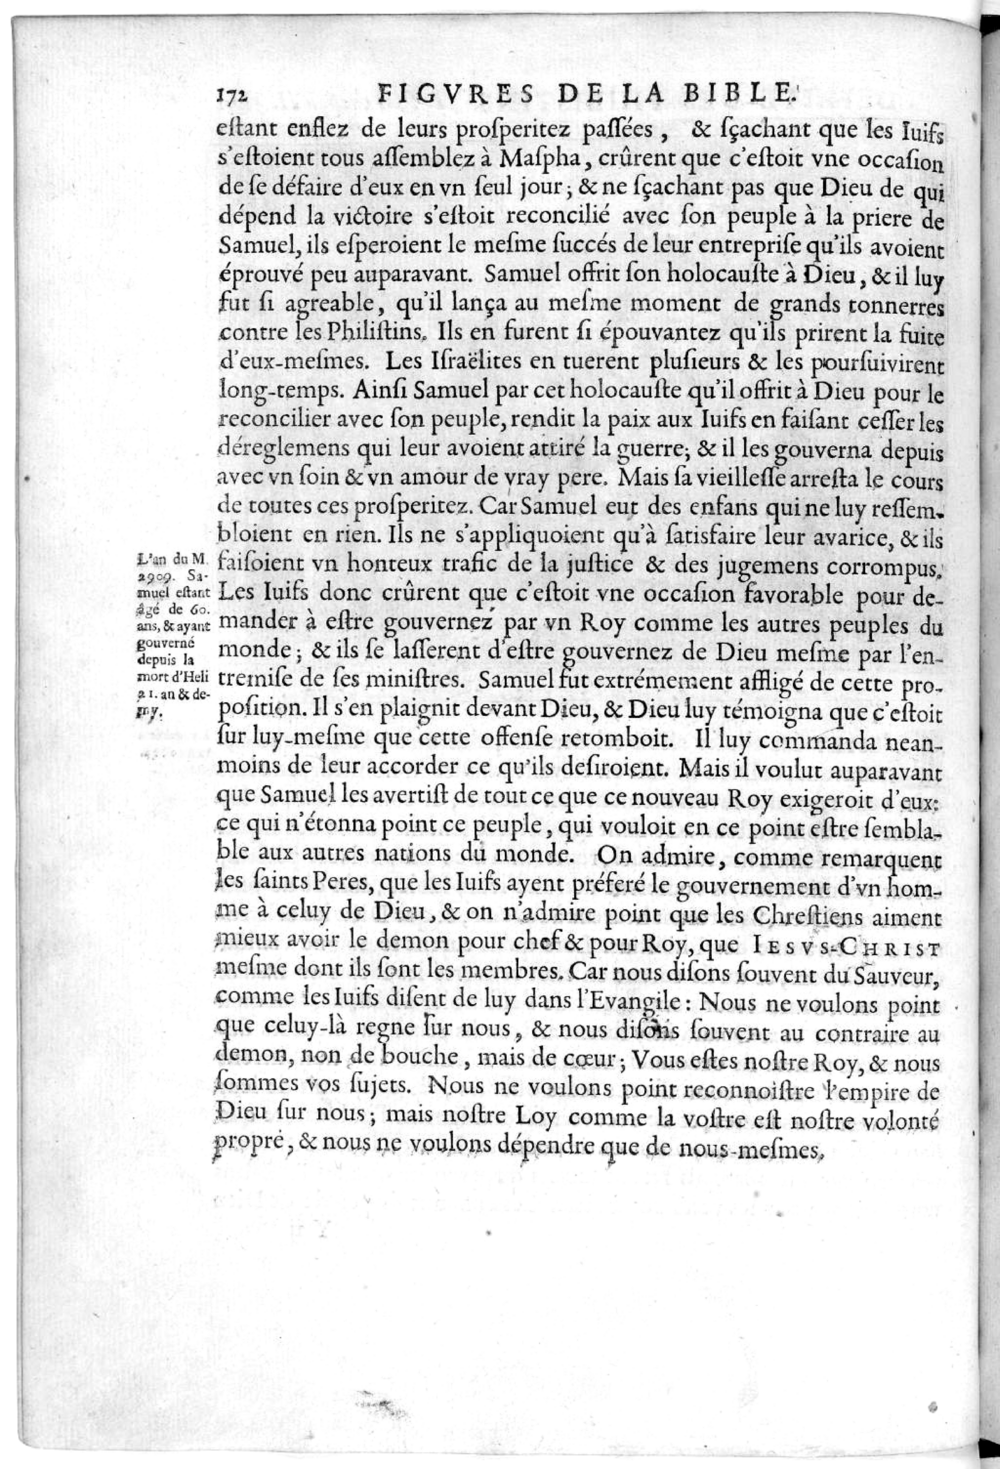 172 FIGVRES DE LA BIBLE.
eſtant enflez de leurs proſperitez paſſées, & ſçachant que les Iuifs
s'eſtoient tous aſſemblez à Maſpha, crûrent que c'eſtoit vne occaſion
de ſe défaire d'eux en vn ſeul jour; & ne ſçachant pas que Dieu de qui
dépend la victoire s'eſtoit reconcilié avec ſon peuple à la priere de
Samuel, ils eſperoient le meſme ſuccés de leur entrepriſe qu'ils avoient
éprouvé peu auparavant. Samuel offrit ſon holocauſte à Dieu, & il luy
fut ſi agreable, qu'il lança au meſme moment de grands tonnerres
contre les Philiſtins. Ils en furent ſi épouvantez qu'ils prirent la fuite
d'eux-meſmes. Les Iſraëlites en tuerent pluſieurs & les pourſuivirent
long-temps. Ainſi Samuel par cet holocauſte qu'il offrit à Dieu pour le
reconcilier avec ſon peuple, rendit la paix aux Iuifs en faiſant ceſſer les
déreglemens qui leur avoient attiré la guerre; & il les gouverna depuis
avec vn ſoin & vn amour de vray pere. Mais ſa vieilleſſe arreſta le cours
de toutes ces proſperitez. Car Samuel eut des enfans qui ne luy reſſem-
bloient en rien. Ils ne s'appliquoient qu'à ſatisfaire leur avarice, & ils
faiſoient vn honteux trafic de la juſtice & des jugemens corrompus.
Les Iuifs donc crûrent que c'eſtoit vne occaſion favorable pour de-
mander à eſtre gouvernez par vn Roy comme les autres peuples du
monde; & ils ſe laſſerent d'eſtre gouvernez de Dieu meſme par l'en-
tremiſe de ſes miniſtres. Samuel fut extrémement affligé de cette pro-
poſition. Il s'en plaignit devant Dieu, & Dieu luy témoigna que c'eſtoit
ſur luy-meſme que cette offenſe retomboit. Il luy commanda nean-
moins de leur accorder ce qu'ils deſiroient. Mais il voulut auparavant
que Samuel les avertiſt de tout ce que ce nouveau Roy exigeroit d'eux:
ce qui n'étonna point ce peuple, qui vouloit en ce point eſtre ſembla-
ble aux autres nations du monde. On admire, comme remarquent
les ſaints Peres, que les Iuifs ayent préferé le gouvernement d'vn hom-
me à celuy de Dieu, & on n'admire point que les Chreſtiens aiment
mieux avoir le demon pour chef & pour Roy, que IESVS-CHRIST
meſme dont ils ſont les membres. Car nous diſons ſouvent du Sauveur,
comme les Iuifs diſent de luy dans l'Evangile: Nous ne voulons point
que celuy-là regne ſur nous, & nous diſons ſouvent au contraire au
demon, non de bouche, mais de cœur; Vous eſtes noſtre Roy, & nous
ſommes vos ſujets. Nous ne voulons point reconnoiſtre l'empire de
Dieu ſur nous; mais noſtre Loy comme la voſtre eſt noſtre volonté
propre, & nous ne voulons dépendre que de nous-meſmes.
L'an du M.
2909. Sa-
muel eſtant
âgé de 60.
ans, & ayant
gouverné
depuis la
mort d'Heli
21. an & de-
my.